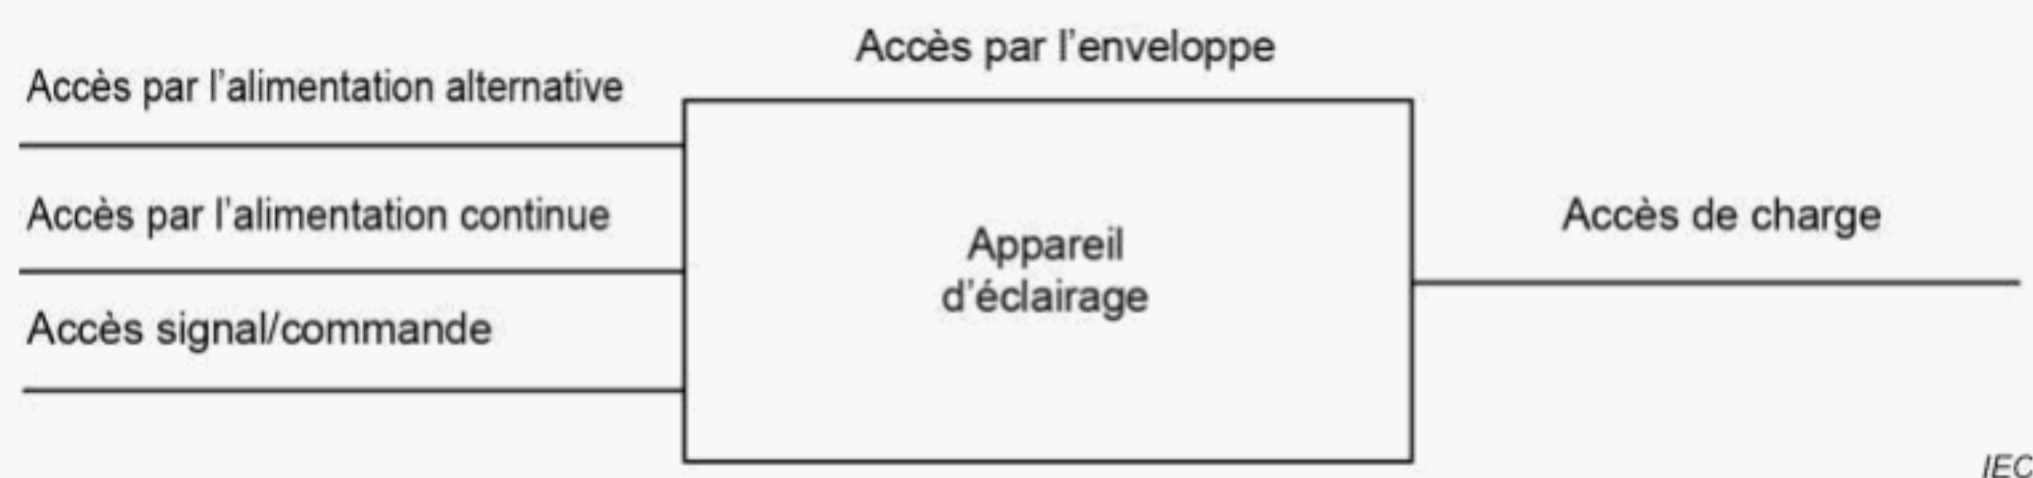 Accès par l'enveloppe
Accès par l'alimentation alternative
Accès par l'alimentation continue
Accès signal/commande
Appareil
d'éclairage
Accès de charge
IEC